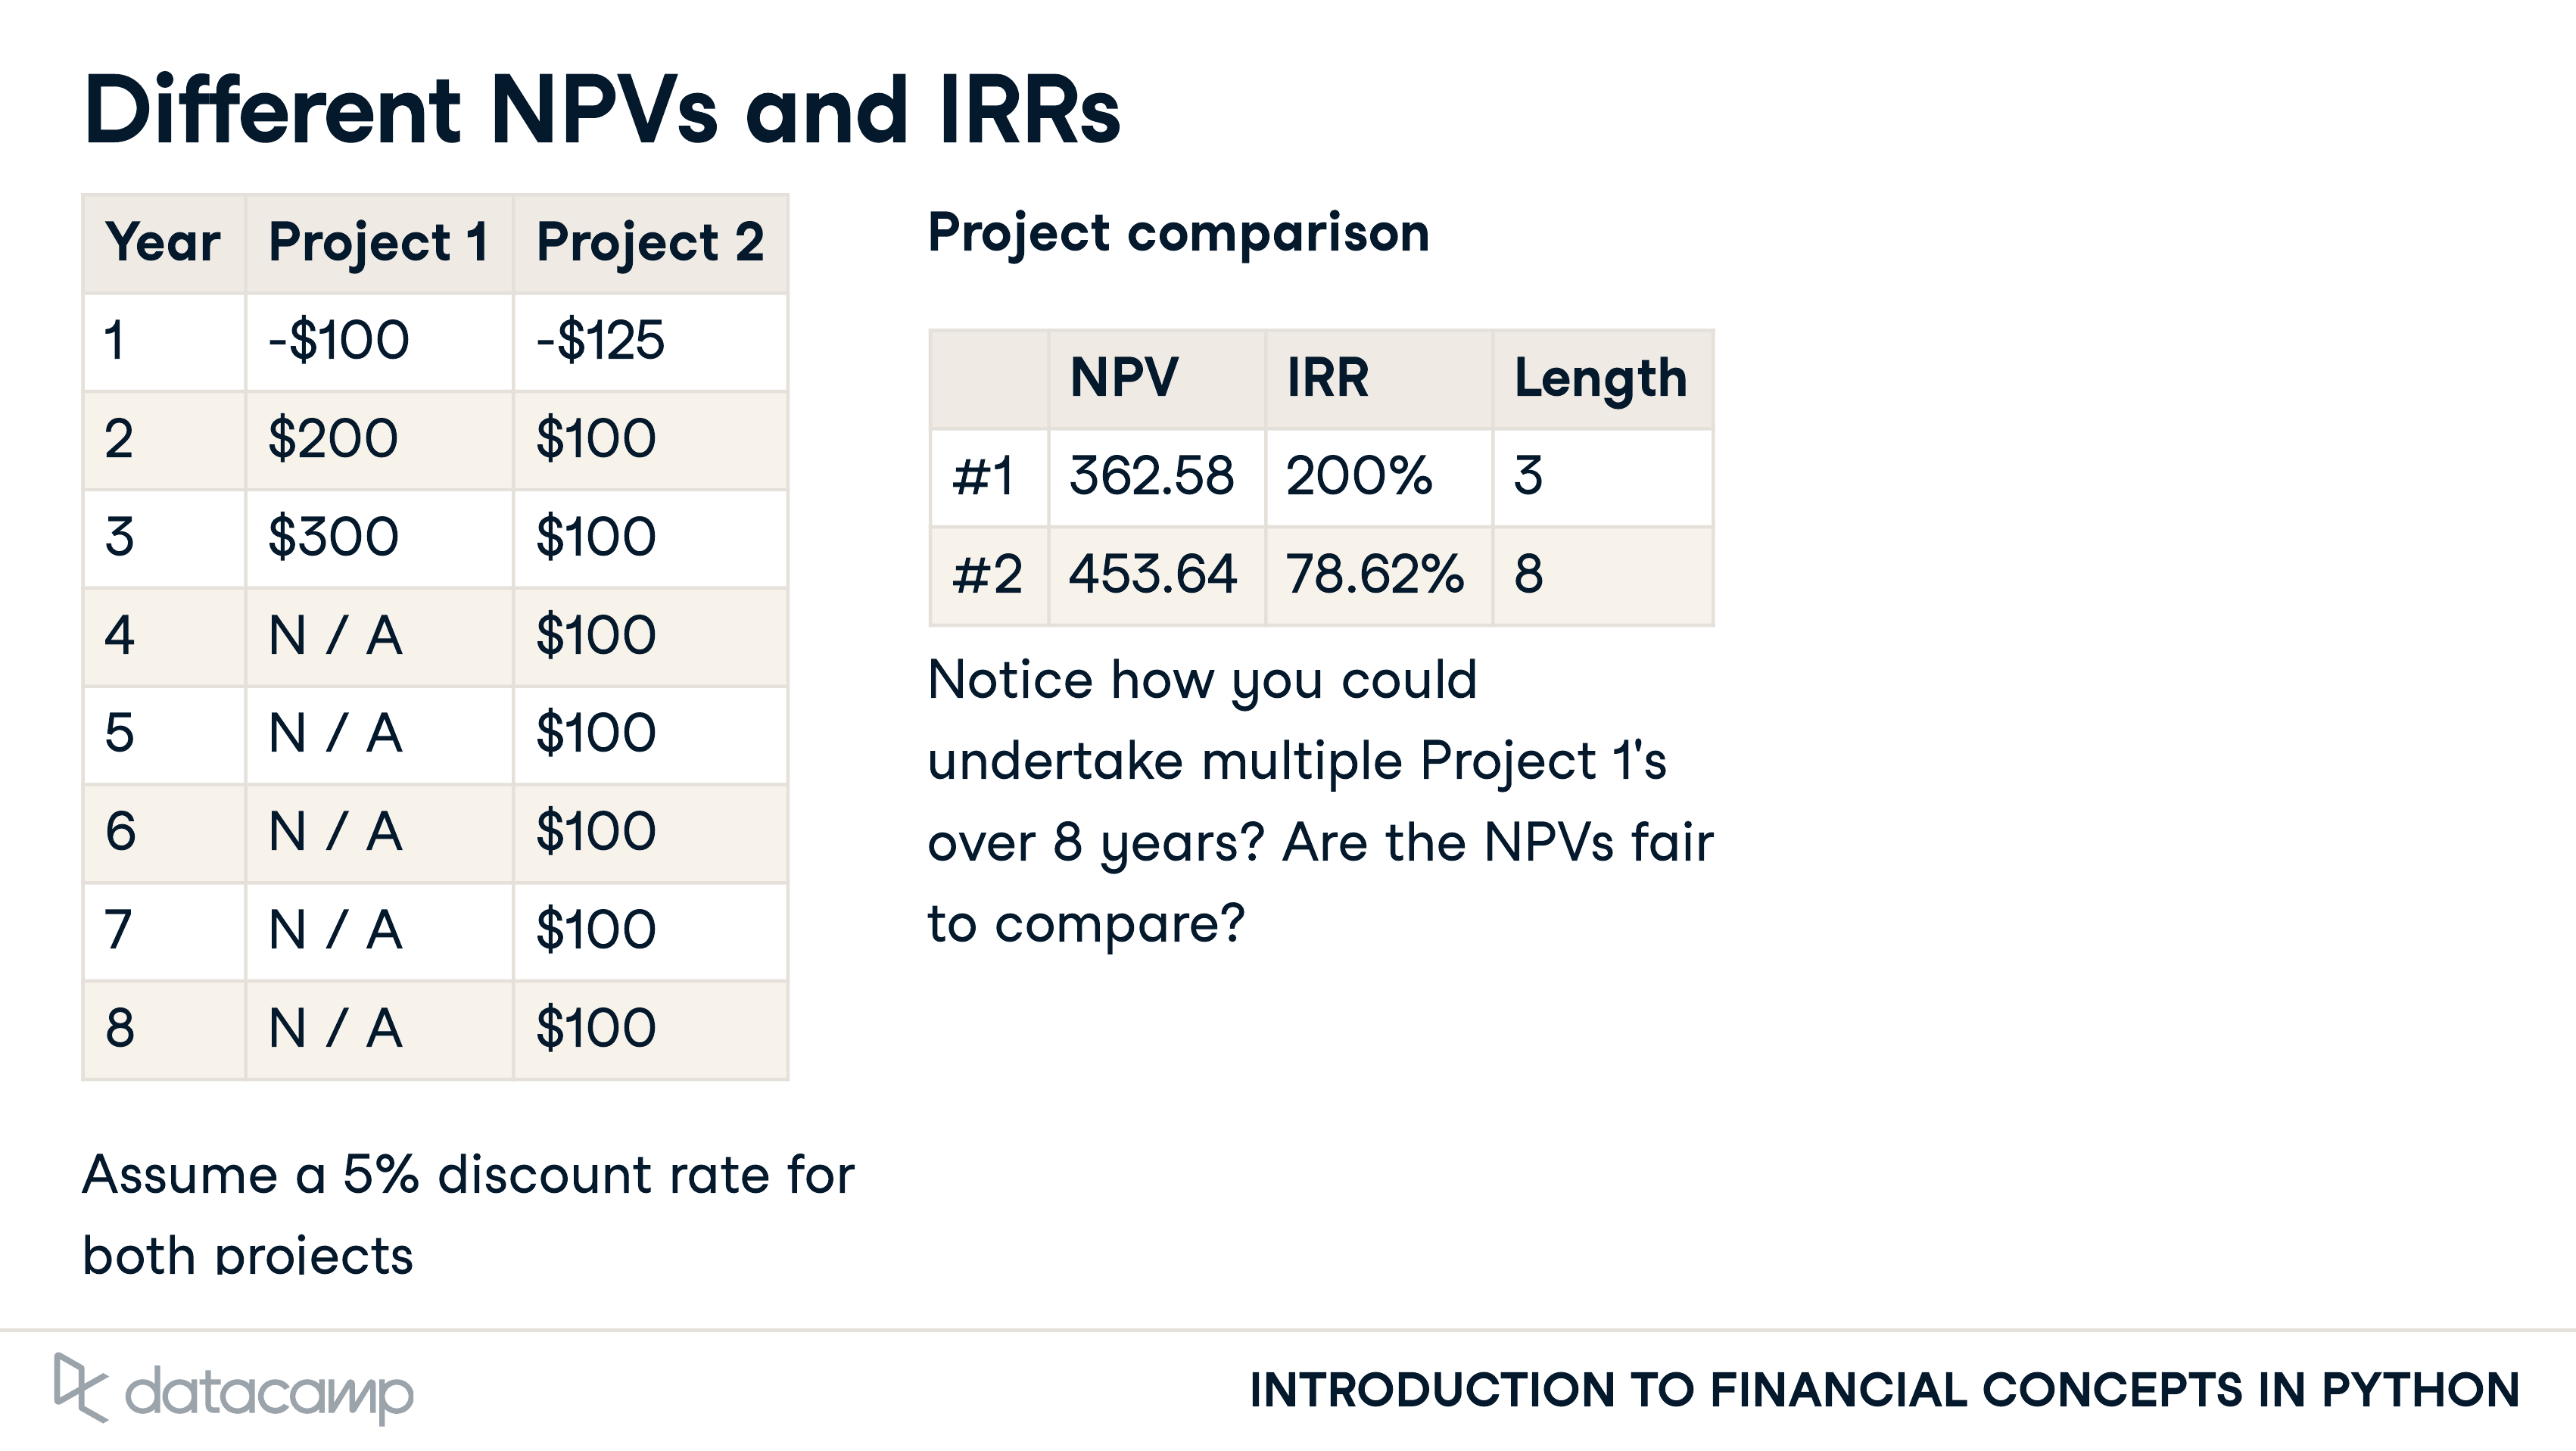 Different NPVs and IRRs
Year Project 1 Project 2
1 -$100 -$125
2 $200 $100
3 $300 $100
4 N / A $100
5 N / A $100
6 N / A $100
7 N / A $100
8 N / A $100
Assume a 5% discount rate for
both projects
Project comparison
NPV IRR Length
#1 362.58 200% 3
#2 453.64 78.62% 8
Notice how you could
undertake multiple Project 1's
over 8 years? Are the NPVs fair
to compare?
datacamp
INTRODUCTION TO FINANCIAL CONCEPTS IN PYTHON